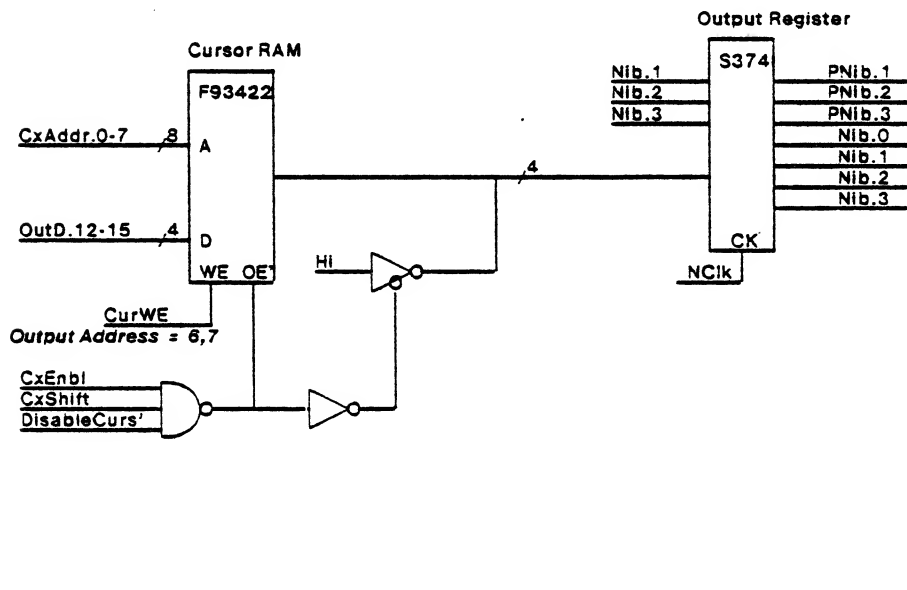 Output Register
Cursor RAM
S374
Nib.1
Nib.2
Nib.3
PNib.1
PNib.2
PNib.3
Nib.0
Nib.1
Nib.2
Nib.3
F93422
CxAddr.0-7
8
A
4
OutD.12-15
4
D
WE OE'
Hi
CK
NClk
CurWE
Output Address = 6,7
CxEnbl
CxShift
DisableCurs'